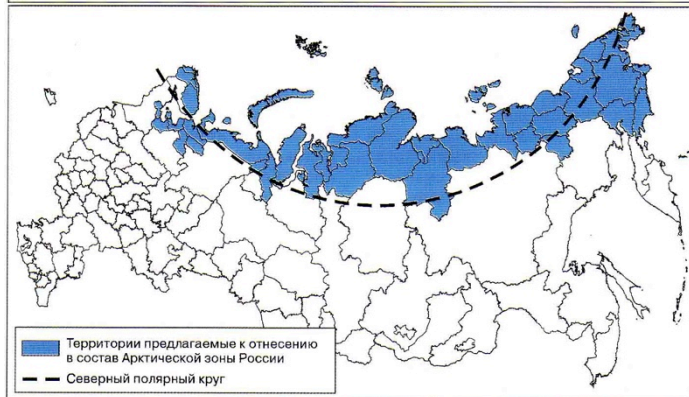 Территории предлагаемые к отнесению
в состав Арктической зоны России
Северный полярный круг